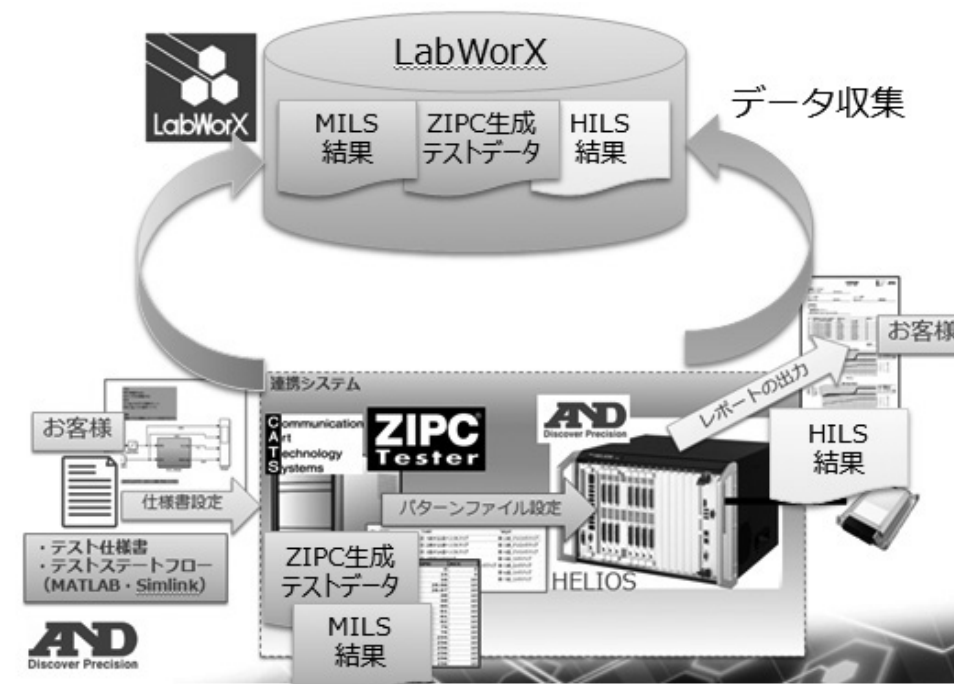 LabWorX
LabWorX
MILS
結果
ZIPC生成
テストデータ
HILS
結果
データ収集
お客様
連携システム
お客様
Communication
Art
Technology
Systems
ZIPC
Tester
AND
Discover Precision
レポートの出力
HILS
結果
仕様書設定
パターンファイル設定
・テスト仕様書
・テストステートフロー
(MATLAB・Simlink)
ZIPC生成
テストデータ
HELIOS
MILS
結果
AND
Discover Precision